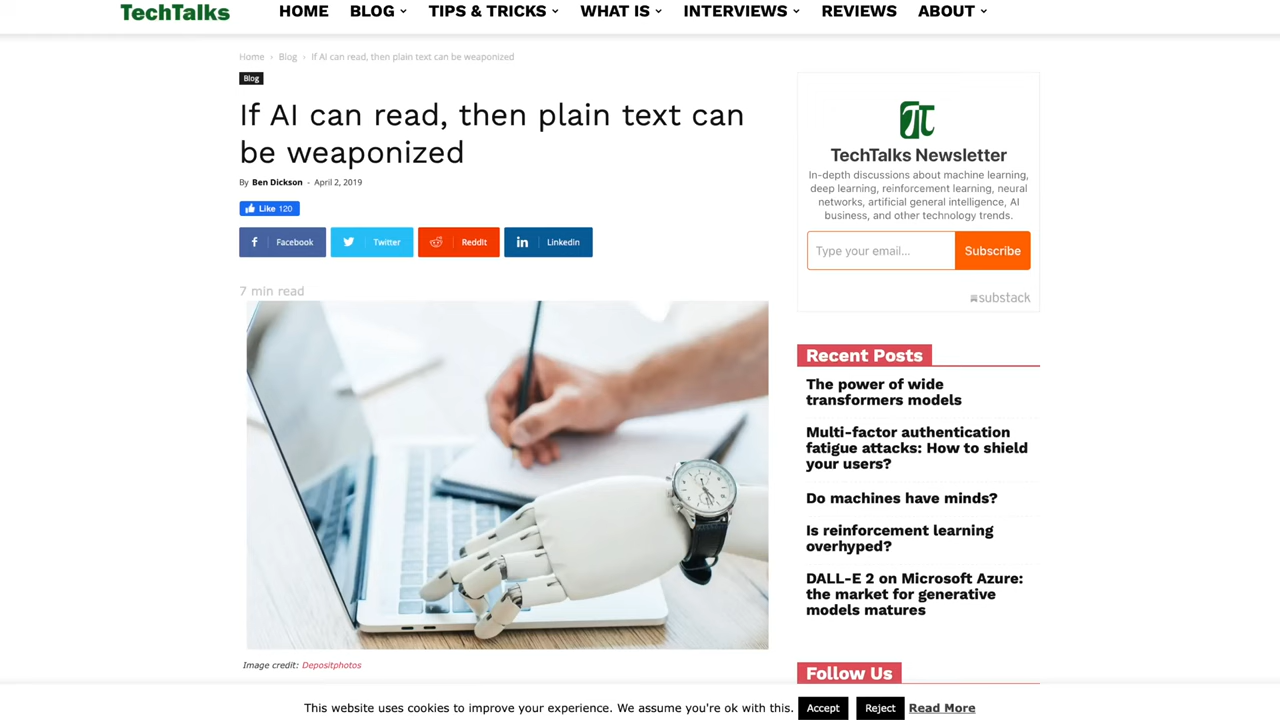 TechTalks
HOME BLOG TIPS & TRICKS WHAT IS INTERVIEWS REVIEWS ABOUT
Home › Blog › If AI can read, then plain text can be weaponized
Blog
If AI can read, then plain text can
be weaponized
By Ben Dickson - April 2, 2019
Like 120
Facebook
Twitter
ReddIt
Linkedin
7 min read
Image credit: Depositphotos
TechTalks Newsletter
In-depth discussions about machine learning,
deep learning, reinforcement learning, neural
networks, artificial general intelligence, AI
business, and other technology trends.
Type your email... Subscribe
substack
Recent Posts
The power of wide
transformers models
Multi-factor authentication
fatigue attacks: How to shield
your users?
Do machines have minds?
Is reinforcement learning
overhyped?
DALL-E 2 on Microsoft Azure:
the market for generative
models matures
Follow Us
This website uses cookies to improve your experience. We assume you're ok with this. Accept Reject Read More